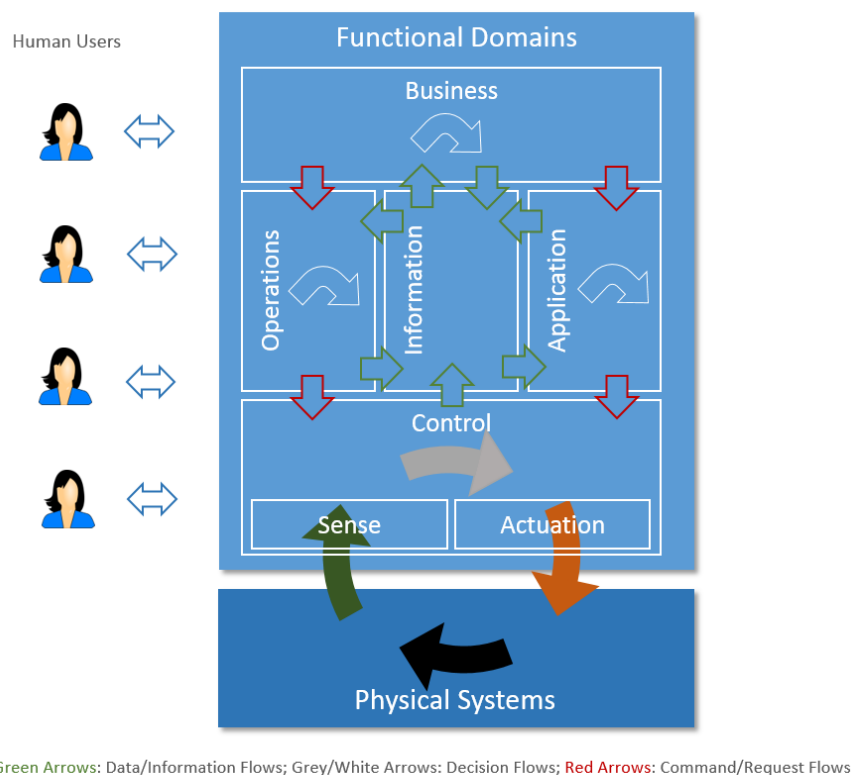 Human Users
Functional Domains
Business
Operations
Information
Application
Control
Sense
Actuation
Physical Systems
Green Arrows: Data/Information Flows; Grey/White Arrows: Decision Flows; Red Arrows: Command/Request Flows